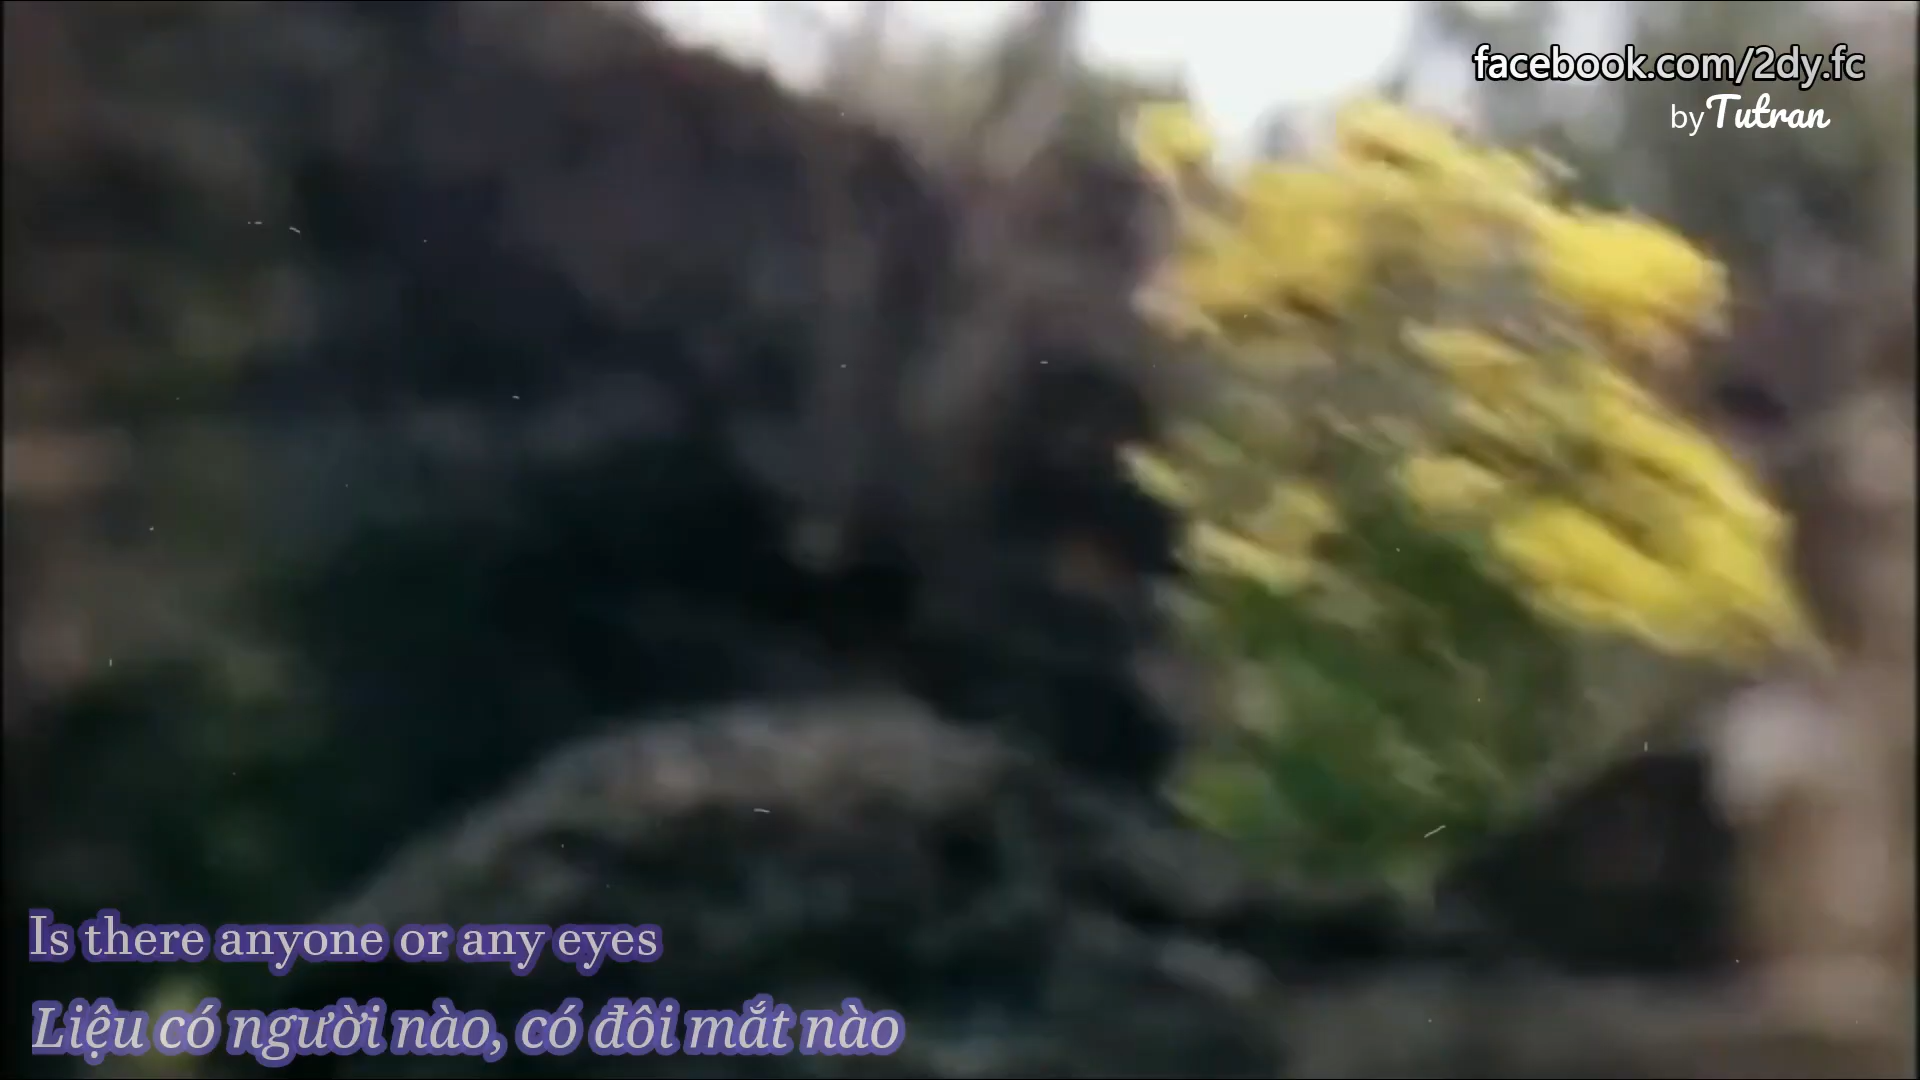 facebook.com/2dy.fc
by Tutran
Is there anyone or any eyes
Liệu có người nào, có đôi mắt nào